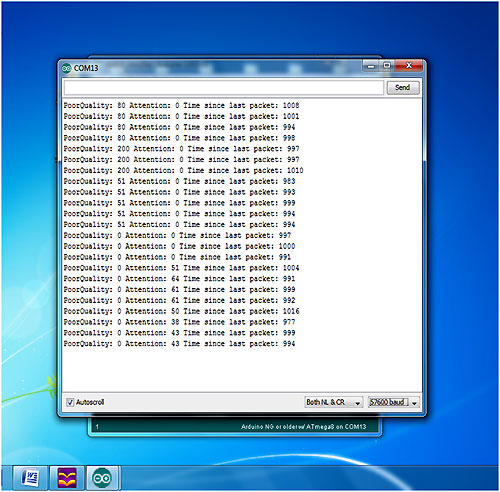 COM13
Send
PoorQuality: 80 Attention: 0 Time since last packet: 1008
PoorQuality: 80 Attention: 0 Time since last packet: 1001
PoorQuality: 80 Attention: 0 Time since last packet: 994
PoorQuality: 80 Attention: 0 Time since last packet: 998
PoorQuality: 200 Attention: 0 Time since last packet: 997
PoorQuality: 200 Attention: 0 Time since last packet: 997
PoorQuality: 200 Attention: 0 Time since last packet: 1010
PoorQuality: 51 Attention: 0 Time since last packet: 983
PoorQuality: 51 Attention: 0 Time since last packet: 993
PoorQuality: 51 Attention: 0 Time since last packet: 999
PoorQuality: 51 Attention: 0 Time since last packet: 994
PoorQuality: 51 Attention: 0 Time since last packet: 994
PoorQuality: 0 Attention: 0 Time since last packet: 997
PoorQuality: 0 Attention: 0 Time since last packet: 1000
PoorQuality: 0 Attention: 0 Time since last packet: 991
PoorQuality: 0 Attention: 51 Time since last packet: 1004
PoorQuality: 0 Attention: 64 Time since last packet: 991
PoorQuality: 0 Attention: 61 Time since last packet: 999
PoorQuality: 0 Attention: 61 Time since last packet: 992
PoorQuality: 0 Attention: 50 Time since last packet: 1016
PoorQuality: 0 Attention: 38 Time since last packet: 977
PoorQuality: 0 Attention: 43 Time since last packet: 999
PoorQuality: 0 Attention: 43 Time since last packet: 994
Autoscroll
Both NL & CR
57600 baud
1
Arduino NG or older w/ ATmega8 on COM13
W